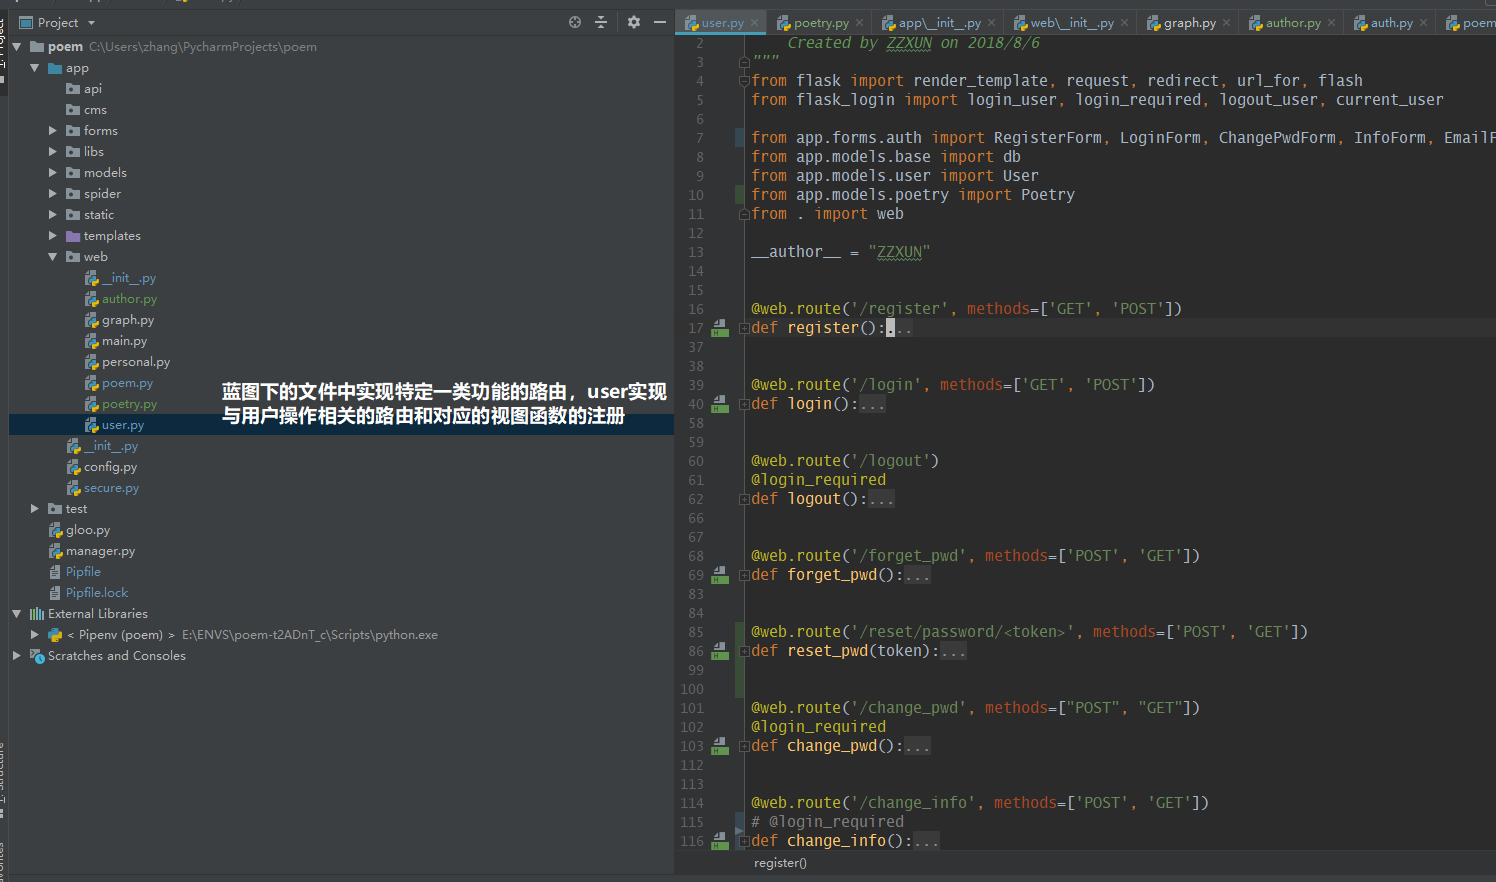 Project
poem C:\Users\zhang\PycharmProjects\poem
app
api
cms
forms
libs
models
spider
static
templates
web
__init__.py
author.py
graph.py
main.py
personal.py
poem.py
poetry.py
user.py
__init__.py
config.py
secure.py
test
gloo.py
manager.py
Pipfile
Pipfile.lock
External Libraries
< Pipenv (poem) > E:\ENVS\poem-t2ADnT_c\Scripts\python.exe
Scratches and Consoles
蓝图下的文件中实现特定一类功能的路由，user实现
与用户操作相关的路由和对应的视图函数的注册
user.py poetry.py app\__init__.py web\__init__.py graph.py author.py auth.py poem
2 Created by ZZXUN on 2018/8/6
3 """
4 from flask import render_template, request, redirect, url_for, flash
5 from flask_login import login_user, login_required, logout_user, current_user
6
7 from app.forms.auth import RegisterForm, LoginForm, ChangePwdForm, InfoForm, EmailF
8 from app.models.base import db
9 from app.models.user import User
10 from app.models.poetry import Poetry
11 from . import web
12
13 __author__ = "ZZXUN"
14
15
16 @web.route('/register', methods=['GET', 'POST'])
17 def register():...
37
38
39 @web.route('/login', methods=['GET', 'POST'])
40 def login():...
58
59
60 @web.route('/logout')
61 @login_required
62 def logout():...
66
67
68 @web.route('/forget_pwd', methods=['POST', 'GET'])
69 def forget_pwd():...
83
84
85 @web.route('/reset/password/<token>', methods=['POST', 'GET'])
86 def reset_pwd(token):...
99
100
101 @web.route('/change_pwd', methods=["POST", "GET"])
102 @login_required
103 def change_pwd():...
112
113
114 @web.route('/change_info', methods=['POST', 'GET'])
115 # @login_required
116 def change_info():...
register()